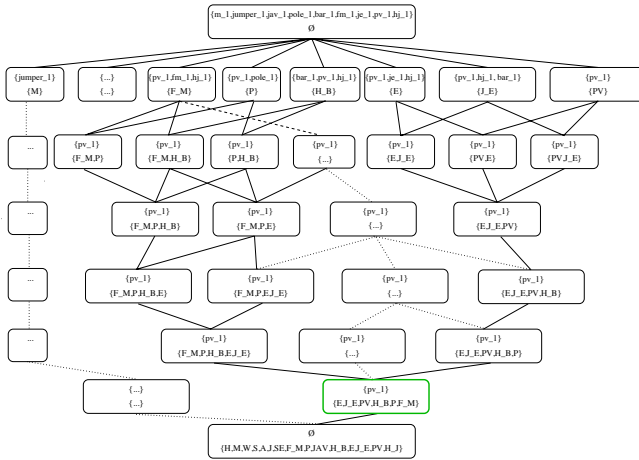 {m_1,jumper_1,jav_1,pole_1,bar_1,fm_1,je_1,pv_1,hj_1}
Ø
{jumper_1}
{M}
{...}
{...}
{pv_1,fm_1,hj_1}
{F_M}
{pv_1,pole_1}
{P}
{bar_1,pv_1,hj_1}
{H_B}
{pv_1,je_1,hj_1}
{E}
{pv_1,hj_1, bar_1}
{J_E}
{pv_1}
{PV}
...
{pv_1}
{F_M,P}
{pv_1}
{F_M,H_B}
{pv_1}
{P,H_B}
{pv_1}
{...}
{pv_1}
{E,J_E}
{pv_1}
{PV,E}
{pv_1}
{PV,J_E}
...
{pv_1}
{F_M,P,H_B}
{pv_1}
{F_M,P,E}
{pv_1}
{...}
{pv_1}
{E,J_E,PV}
...
{pv_1}
{F_M,P,H_B,E}
{pv_1}
{F_M,P,E,J_E}
{pv_1}
{...}
{pv_1}
{E,J_E,PV,H_B}
...
{pv_1}
{F_M,P,H_B,E,J_E}
{pv_1}
{...}
{pv_1}
{E,J_E,PV,H_B,P}
{...}
{...}
{pv_1}
{E,J_E,PV,H_B,P,F_M}
Ø
{H,M,W,S,A,J,SE,F_M,P,JAV,H_B,E,J_E,PV,H_J}